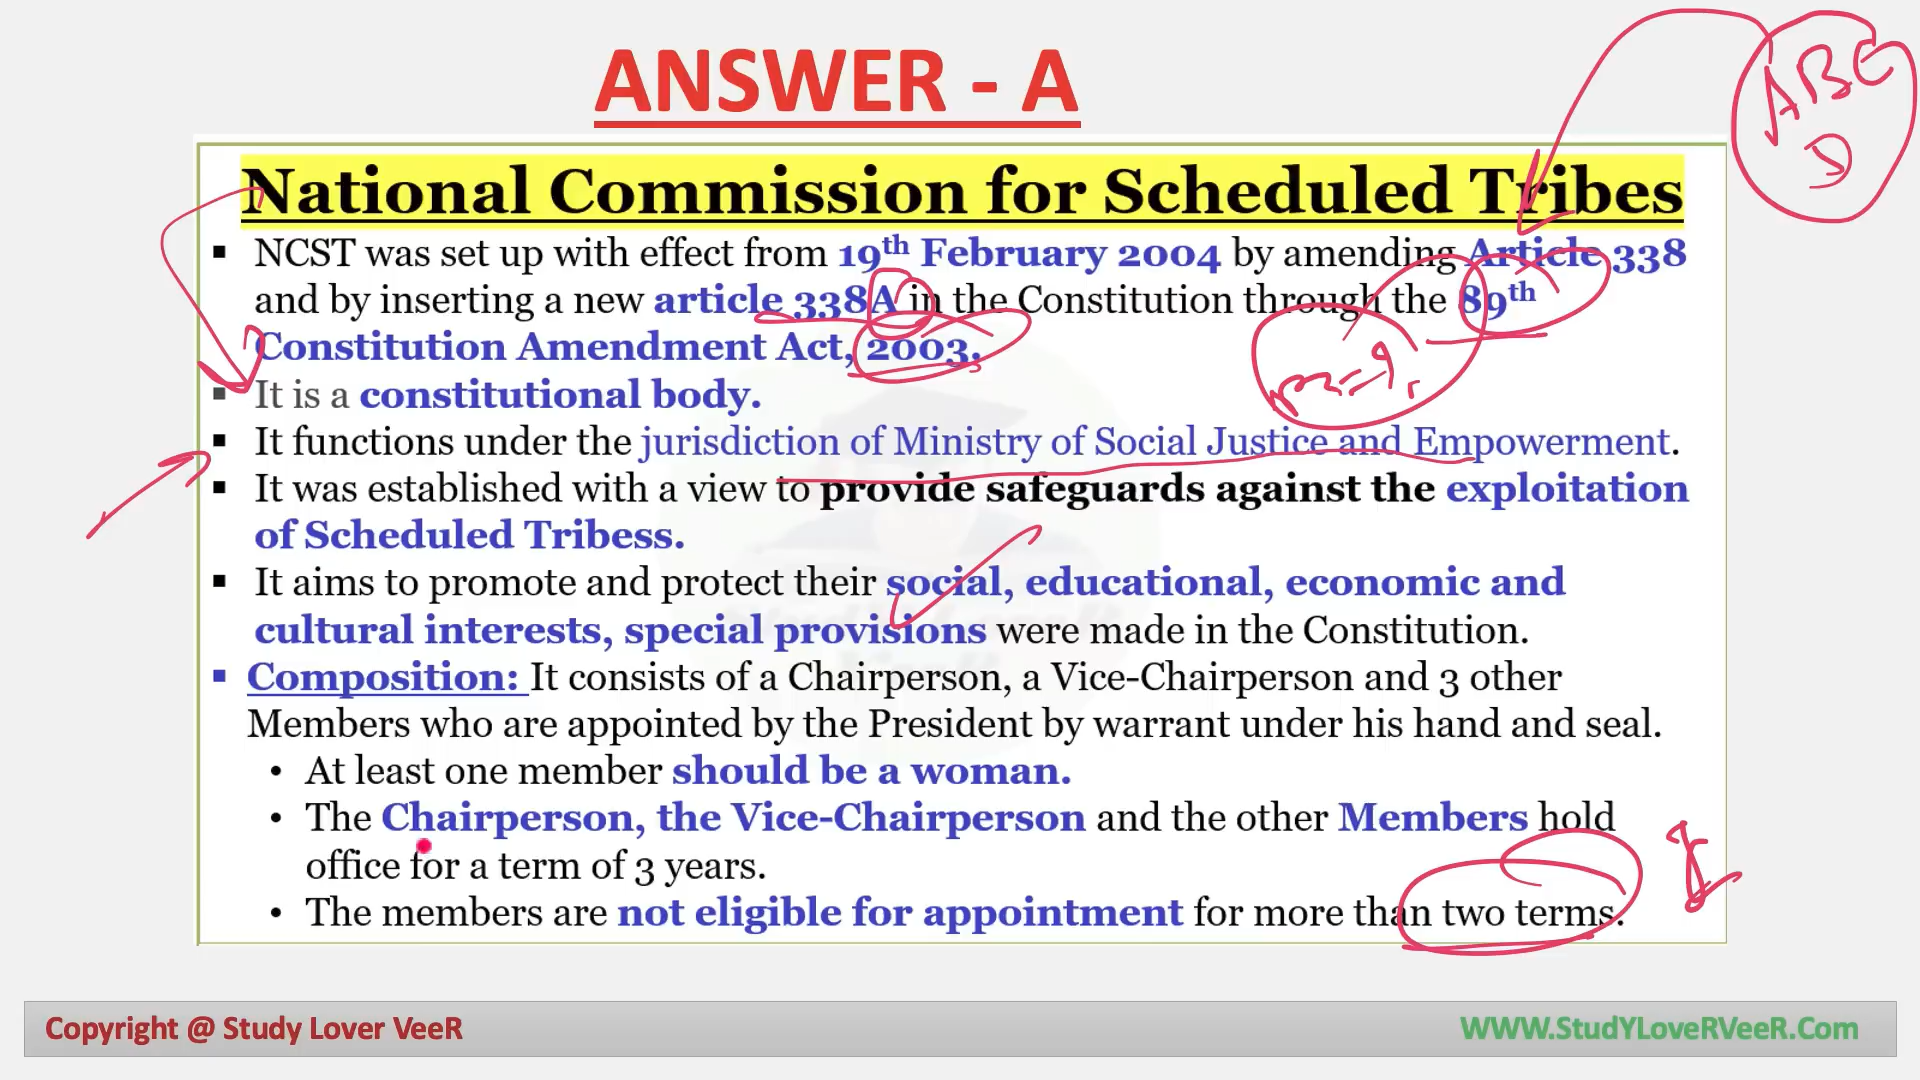 ANSWER - A
ABC
D
National Commission for Scheduled Tribes
▪ NCST was set up with effect from 19th February 2004 by amending Article 338
and by inserting a new article 338A in the Constitution through the 89th
Constitution Amendment Act, 2003.
▪ It is a constitutional body.
▪ It functions under the jurisdiction of Ministry of Social Justice and Empowerment.
▪ It was established with a view to provide safeguards against the exploitation
of Scheduled Tribess.
▪ It aims to promote and protect their social, educational, economic and
cultural interests, special provisions were made in the Constitution.
▪ Composition: It consists of a Chairperson, a Vice-Chairperson and 3 other
Members who are appointed by the President by warrant under his hand and seal.
• At least one member should be a woman.
• The Chairperson, the Vice-Chairperson and the other Members hold
office for a term of 3 years.
• The members are not eligible for appointment for more than two terms.
Copyright @ Study Lover VeeR
WWW.StudYLoveRVeeR.Com